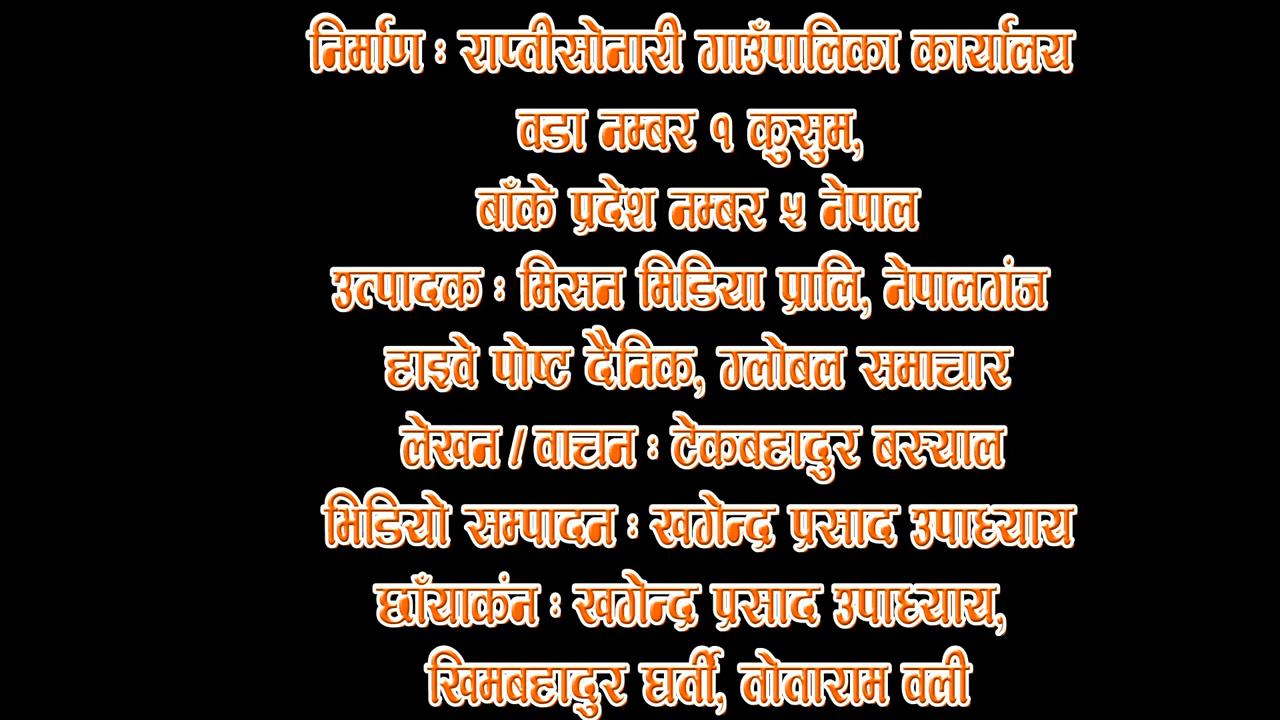 निर्माण : राप्तीसोनारी गाउँपालिका कार्यालय
वडा नम्बर १ कुसुम,
बाँके प्रदेश नम्बर ५ नेपाल
उत्पादक : मिसन मिडिया प्रालि, नेपालगंज
हाइवे पोष्ट दैनिक, ग्लोबल समाचार
लेखन / वाचन : टेकबहादुर बस्याल
भिडियो सम्पादन : खगेन्द्र प्रसाद उपाध्याय
छाँयाकंन : खगेन्द्र प्रसाद उपाध्याय,
खिमबहादुर घर्ती, तोताराम वली